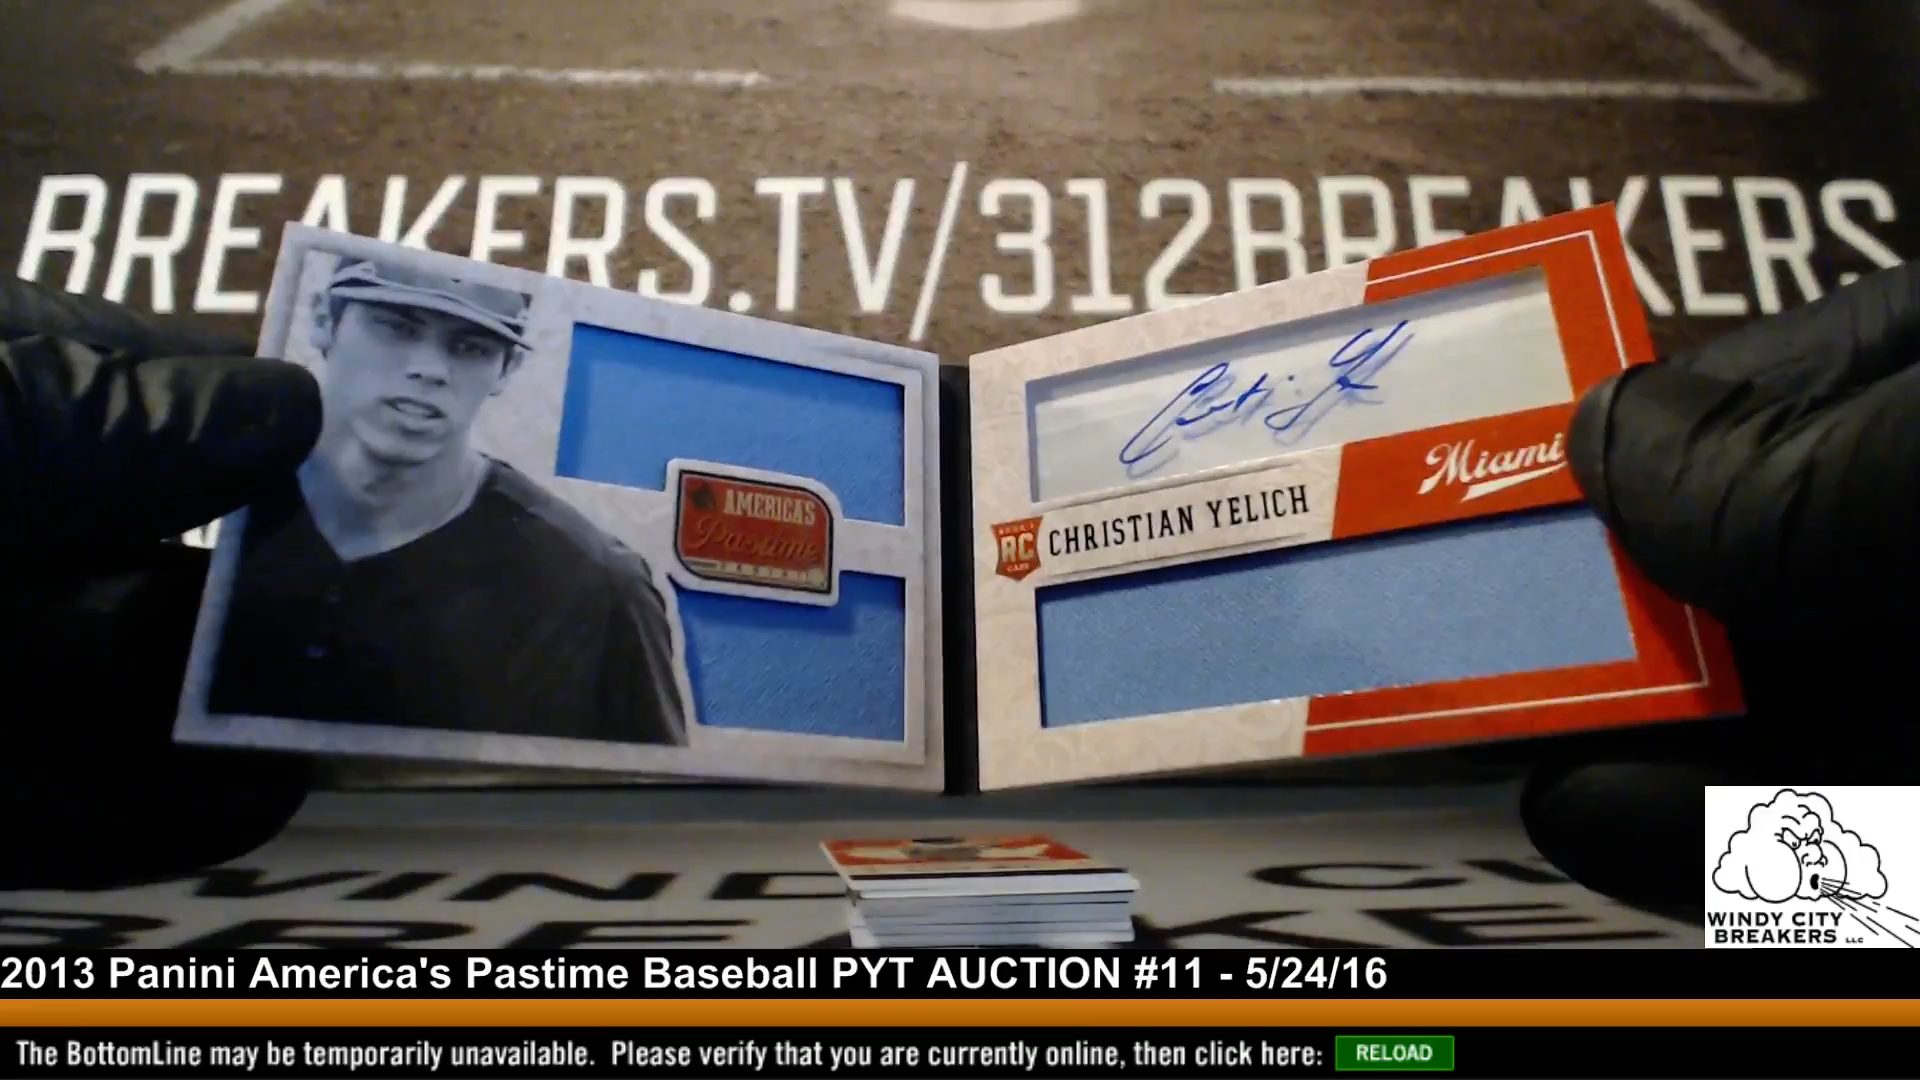 BREAKERS.TV/312BREAKERS
AMERICA'S
Pastime
PANINI
Miami
RC
CHRISTIAN YELICH
WINDY CITY
BREAKERS LLC
2013 Panini America's Pastime Baseball PYT AUCTION #11 - 5/24/16
The BottomLine may be temporarily unavailable. Please verify that you are currently online, then click here: RELOAD